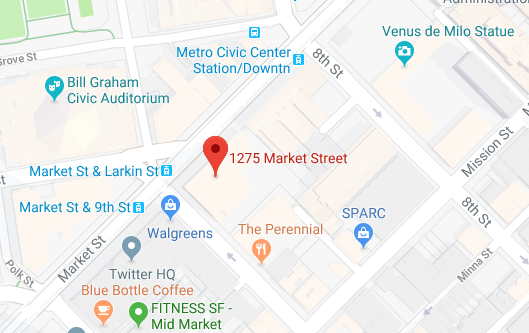 Administration
Venus de Milo Statue
Metro Civic Center
Station/Downtn
8th St
Grove St
Bill Graham
Civic Auditorium
1275 Market Street
Mission St
Market St & Larkin St
Market St & 9th St
SPARC
8th St
Walgreens
The Perennial
Market St
Minna St
Polk St
Twitter HQ
Blue Bottle Coffee
FITNESS SF -
Mid Market